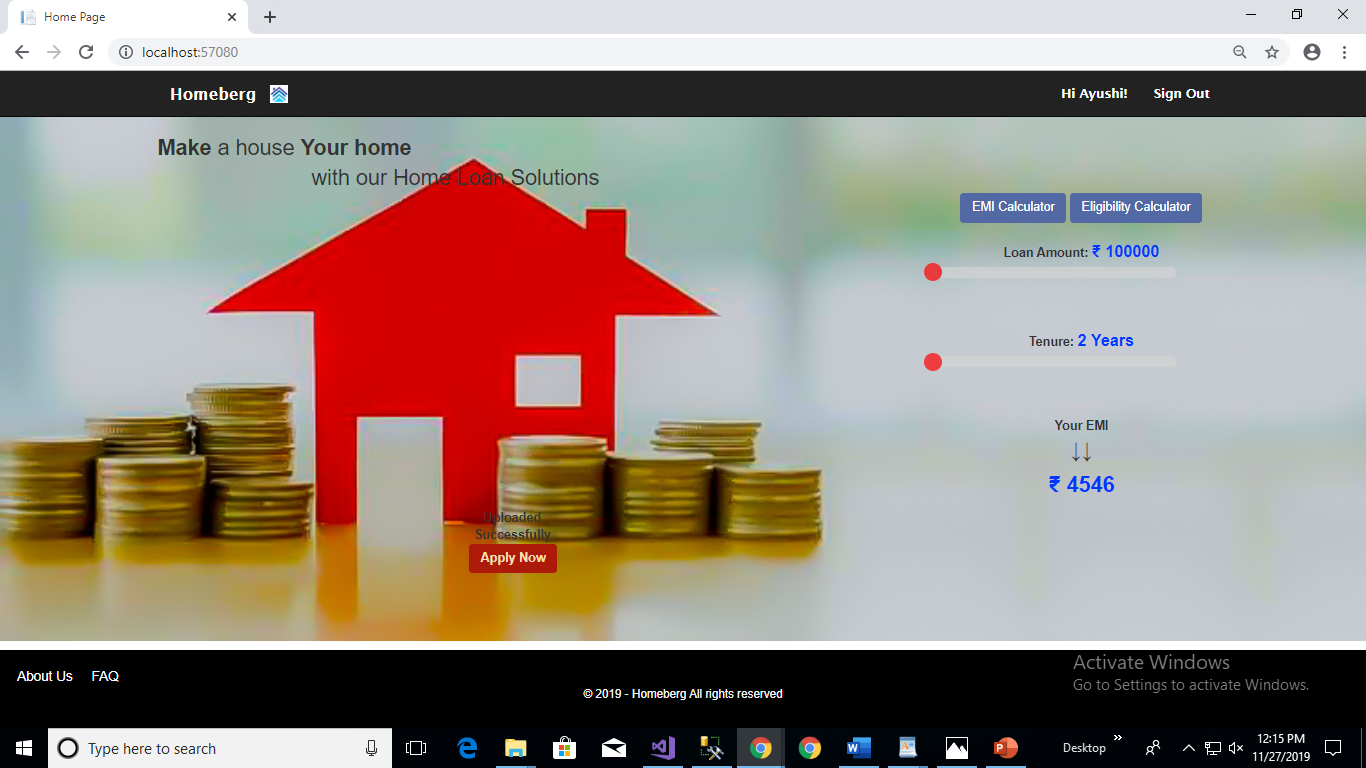 Home Page
localhost:57080
Homeberg
Hi Ayushi!
Sign Out
Make a house Your home
with our Home Loan Solutions
EMI Calculator
Eligibility Calculator
Loan Amount: ₹ 100000
Tenure: 2 Years
Your EMI
↓↓
₹ 4546
Uploaded
Successfully
Apply Now
About Us
FAQ
© 2019 - Homeberg All rights reserved
Activate Windows
Go to Settings to activate Windows.
Type here to search
Desktop
12:15 PM
11/27/2019